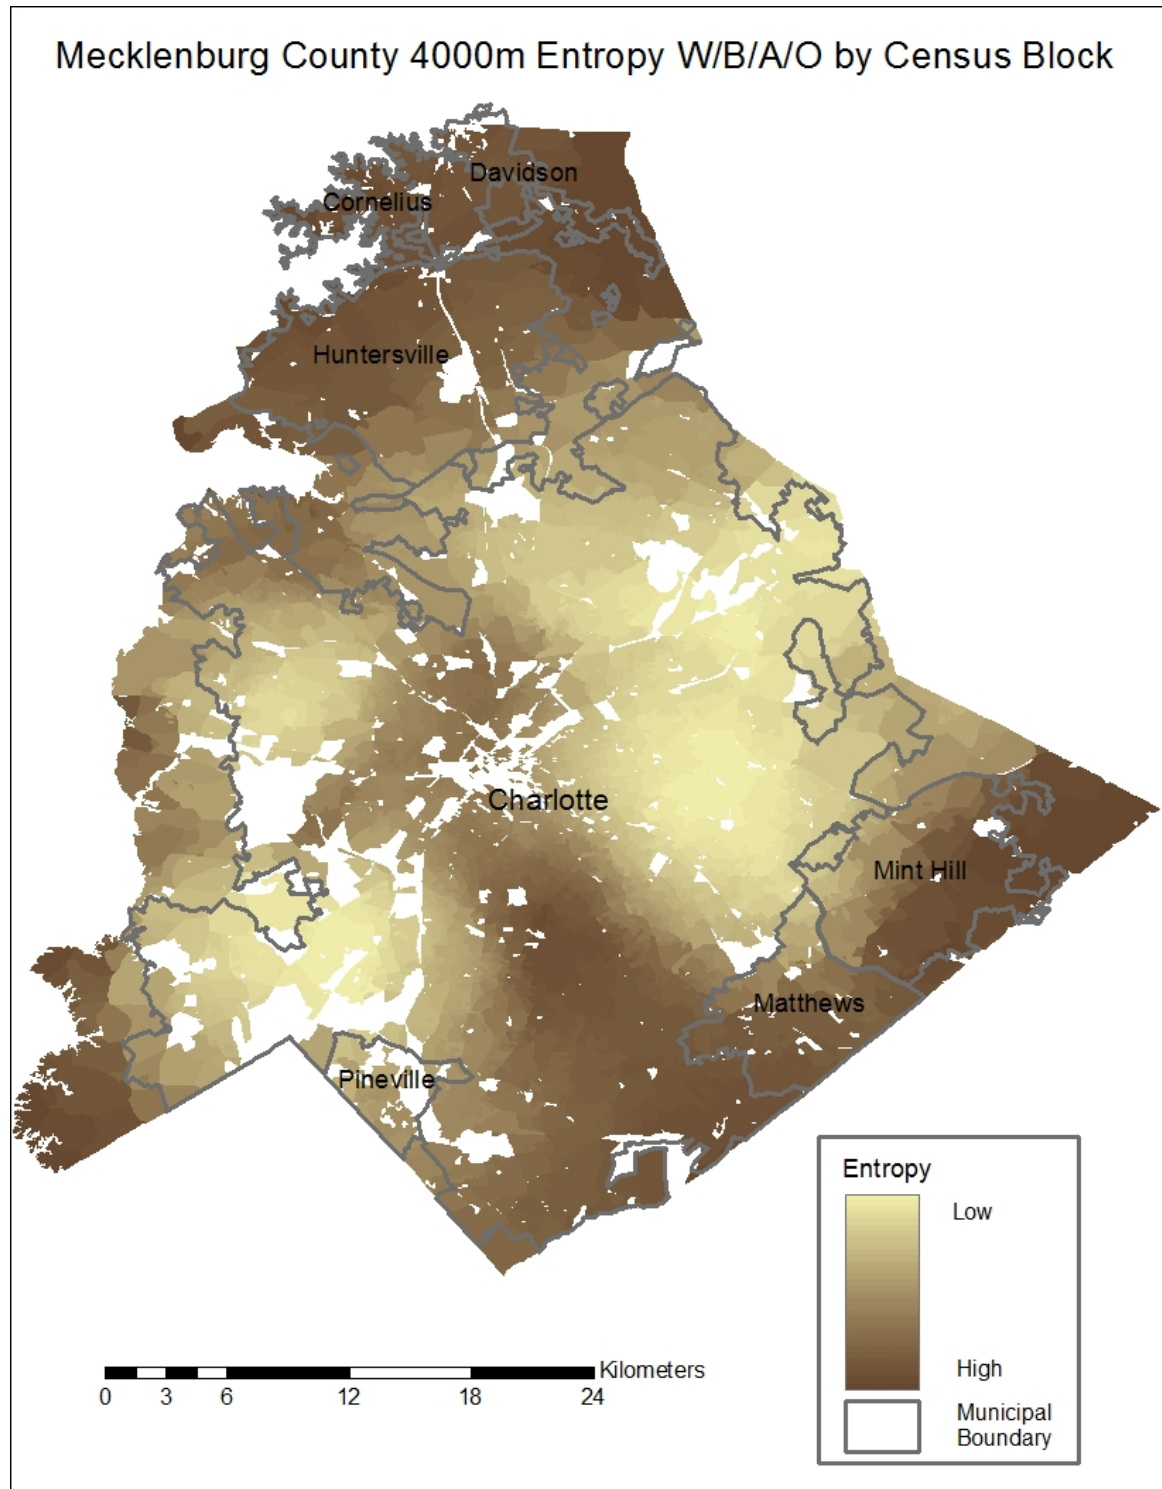 Mecklenburg County 4000m Entropy W/B/A/O by Census Block
Davidson
Cornelius
Huntersville
Charlotte
Mint Hill
Matthews
Pineville
Entropy
Low
High
Municipal
Boundary
Kilometers
0 3 6 12 18 24